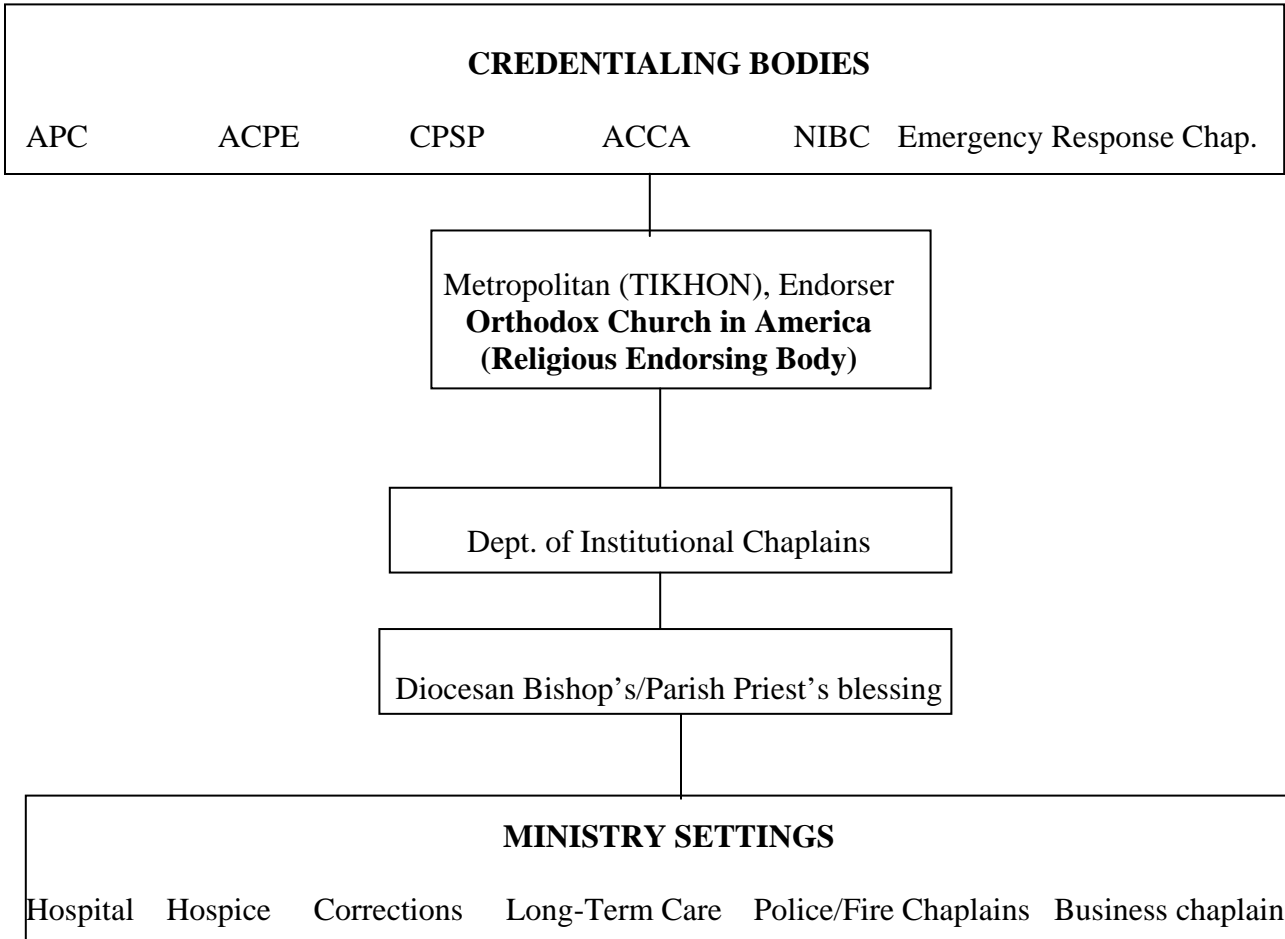 CREDENTIALING BODIES
APC ACPE CPSP ACCA NIBC Emergency Response Chap.
Metropolitan (TIKHON), Endorser
Orthodox Church in America
(Religious Endorsing Body)
Dept. of Institutional Chaplains
Diocesan Bishop’s/Parish Priest’s blessing
MINISTRY SETTINGS
Hospital Hospice Corrections Long-Term Care Police/Fire Chaplains Business chaplain